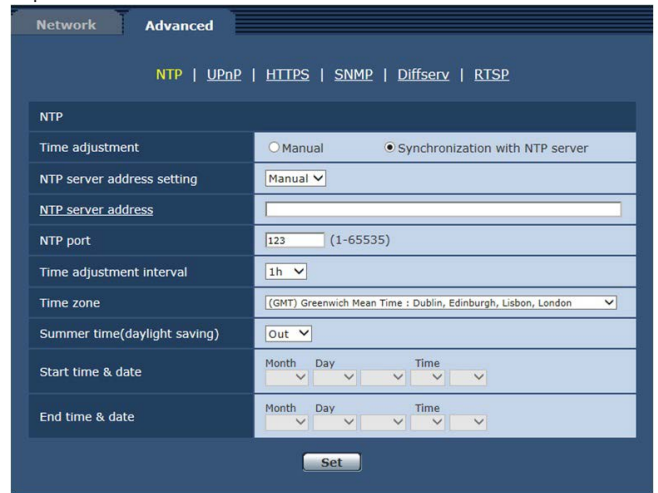 Network Advanced
NTP | UPnP | HTTPS | SNMP | Diffserv | RTSP
NTP
Time adjustment Manual Synchronization with NTP server
NTP server address setting Manual
NTP server address
NTP port 123 (1-65535)
Time adjustment interval 1h
Time zone (GMT) Greenwich Mean Time : Dublin, Edinburgh, Lisbon, London
Summer time(daylight saving) Out
Month Day Time
Start time & date
Month Day Time
End time & date
Set